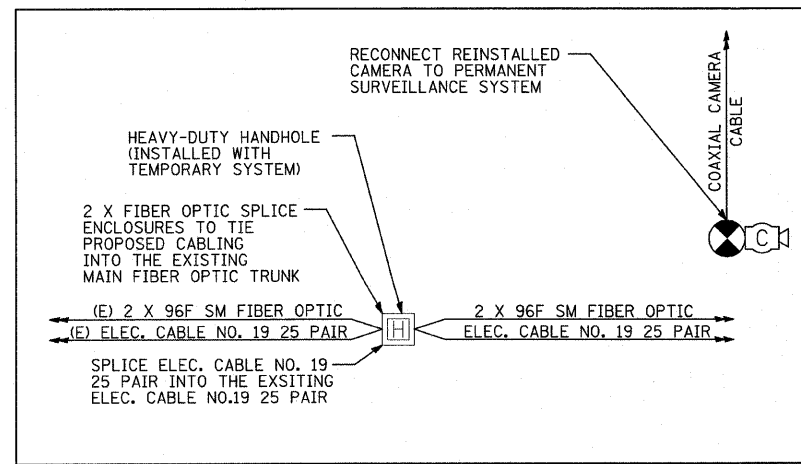 RECONNECT REINSTALLED
CAMERA TO PERMANENT
SURVEILLANCE SYSTEM
COAXIAL CAMERA
CABLE
HEAVY-DUTY HANDHOLE
(INSTALLED WITH
TEMPORARY SYSTEM)
2 X FIBER OPTIC SPLICE
ENCLOSURES TO TIE
PROPOSED CABLING
INTO THE EXISTING
MAIN FIBER OPTIC TRUNK
C
(E) 2 X 96F SM FIBER OPTIC
(E) ELEC. CABLE NO. 19 25 PAIR
H
2 X 96F SM FIBER OPTIC
ELEC. CABLE NO. 19 25 PAIR
SPLICE ELEC. CABLE NO. 19
25 PAIR INTO THE EXSITING
ELEC. CABLE NO.19 25 PAIR